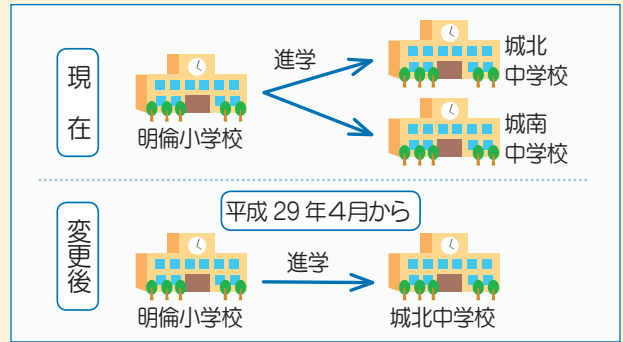 現在
進学
明倫小学校
城北
中学校
城南
中学校
平成29年4月から
変更後
進学
明倫小学校
城北中学校